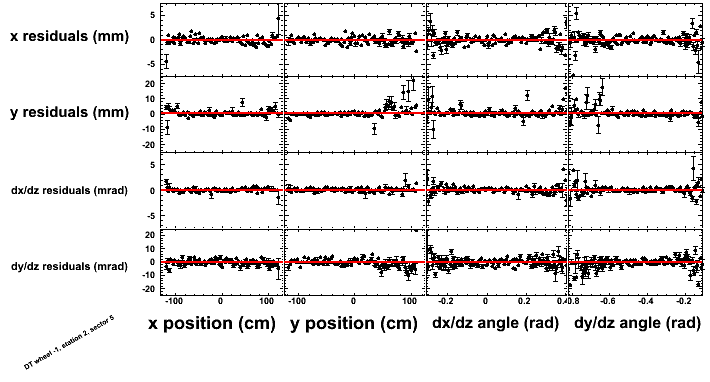 x residuals (mm) 5 0 -5
y residuals (mm) 20 10 0 -10 -20
dx/dz residuals (mrad) 5 0 -5
dy/dz residuals (mrad) 20 10 0 -10 -20
-100 0 100 -100 0 100 -0.2 0 0.2 0.4 -0.8 -0.6 -0.4 -0.2
x position (cm) y position (cm) dx/dz angle (rad) dy/dz angle (rad)
DT wheel -1, station 2, sector 5